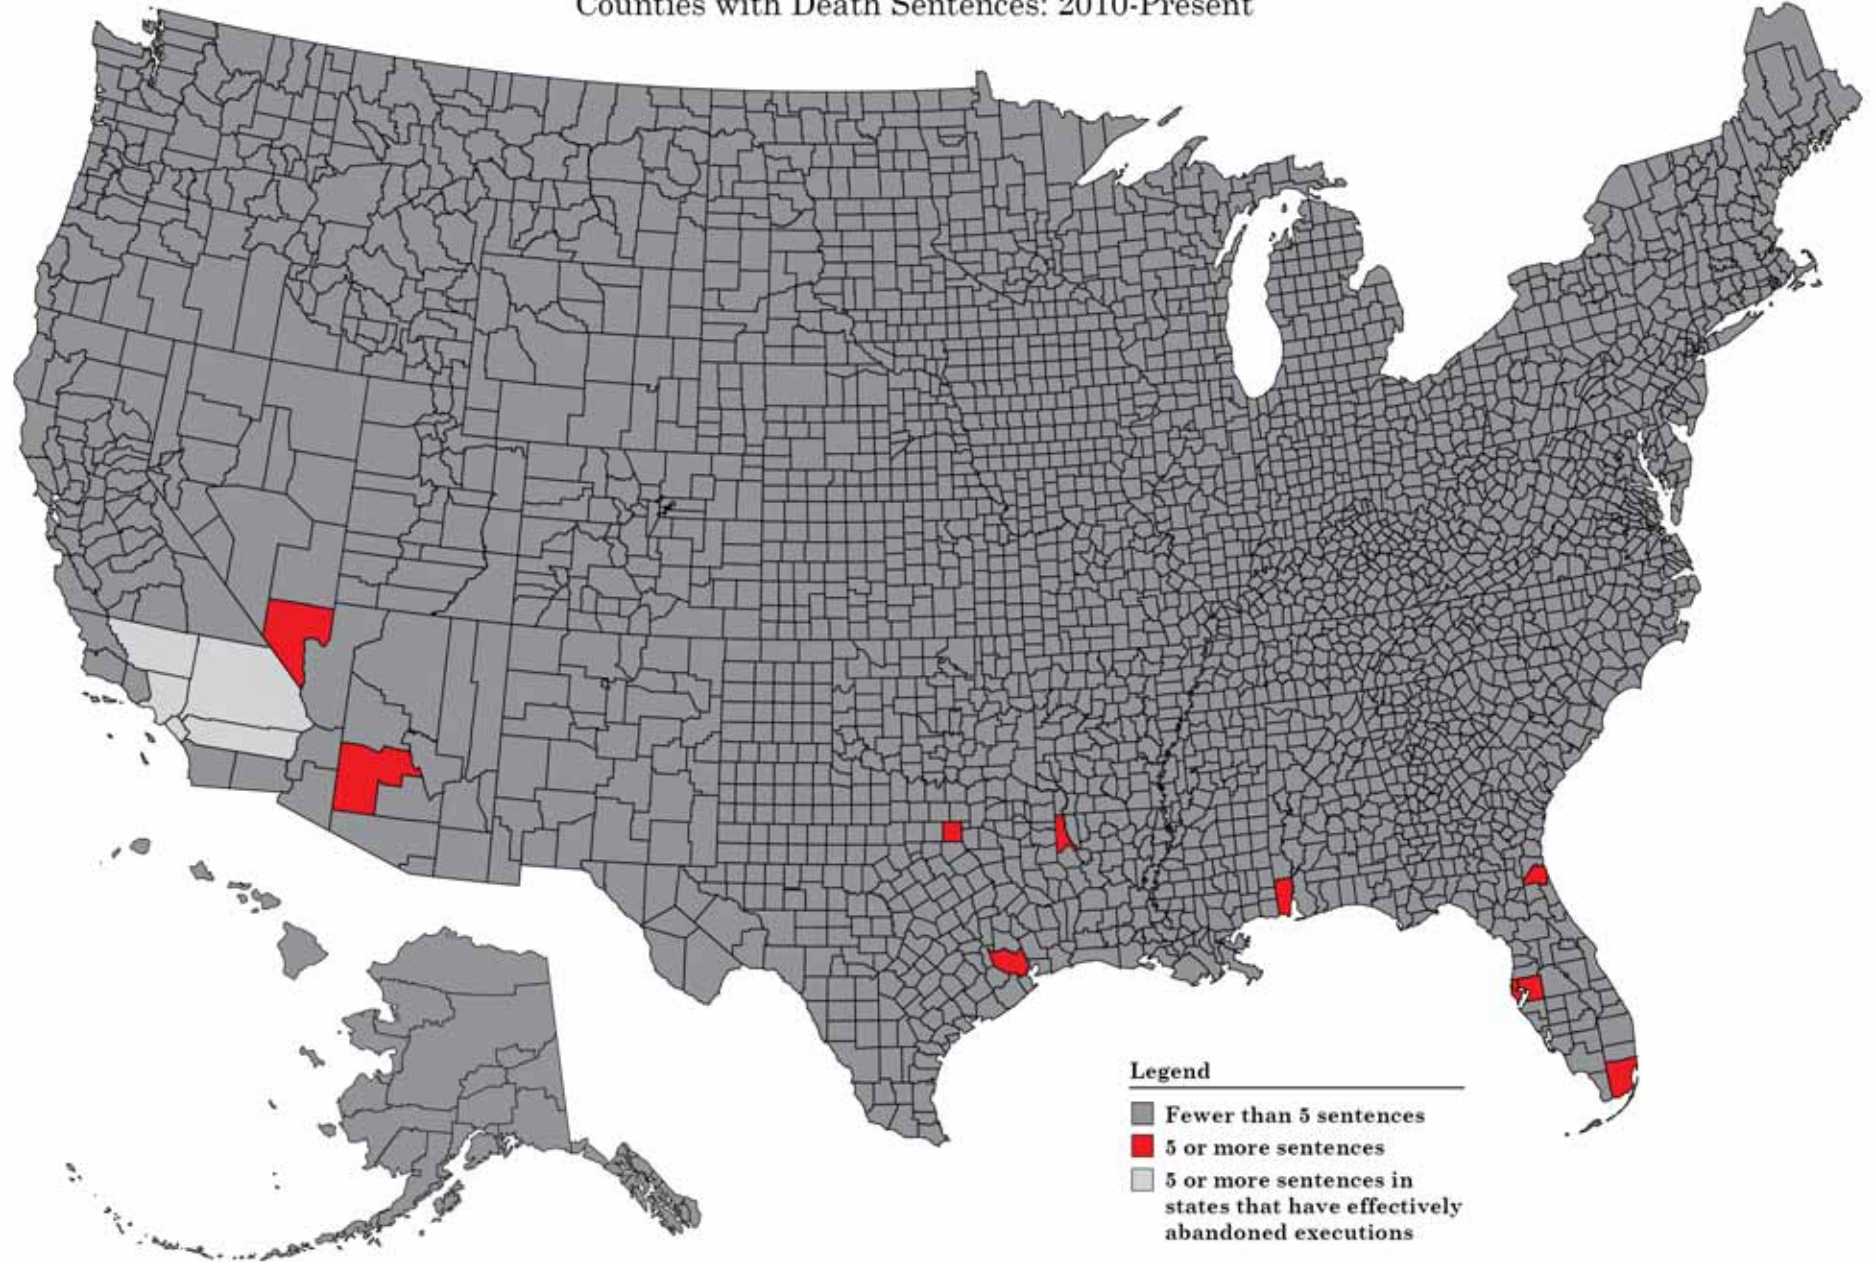 Counties with Death Sentences: 2010-Present
Legend
Fewer than 5 sentences
5 or more sentences
5 or more sentences in
states that have effectively
abandoned executions